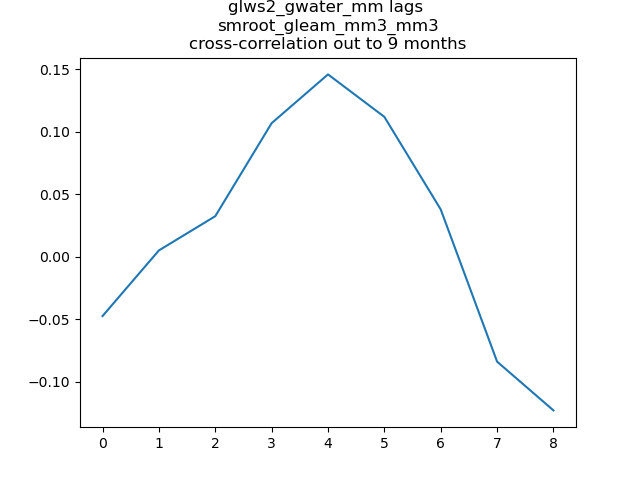 glws2_gwater_mm lags
smroot_gleam_mm3_mm3
cross-correlation out to 9 months
0.15
0.10
0.05
0.00
−0.05
−0.10
0 1 2 3 4 5 6 7 8